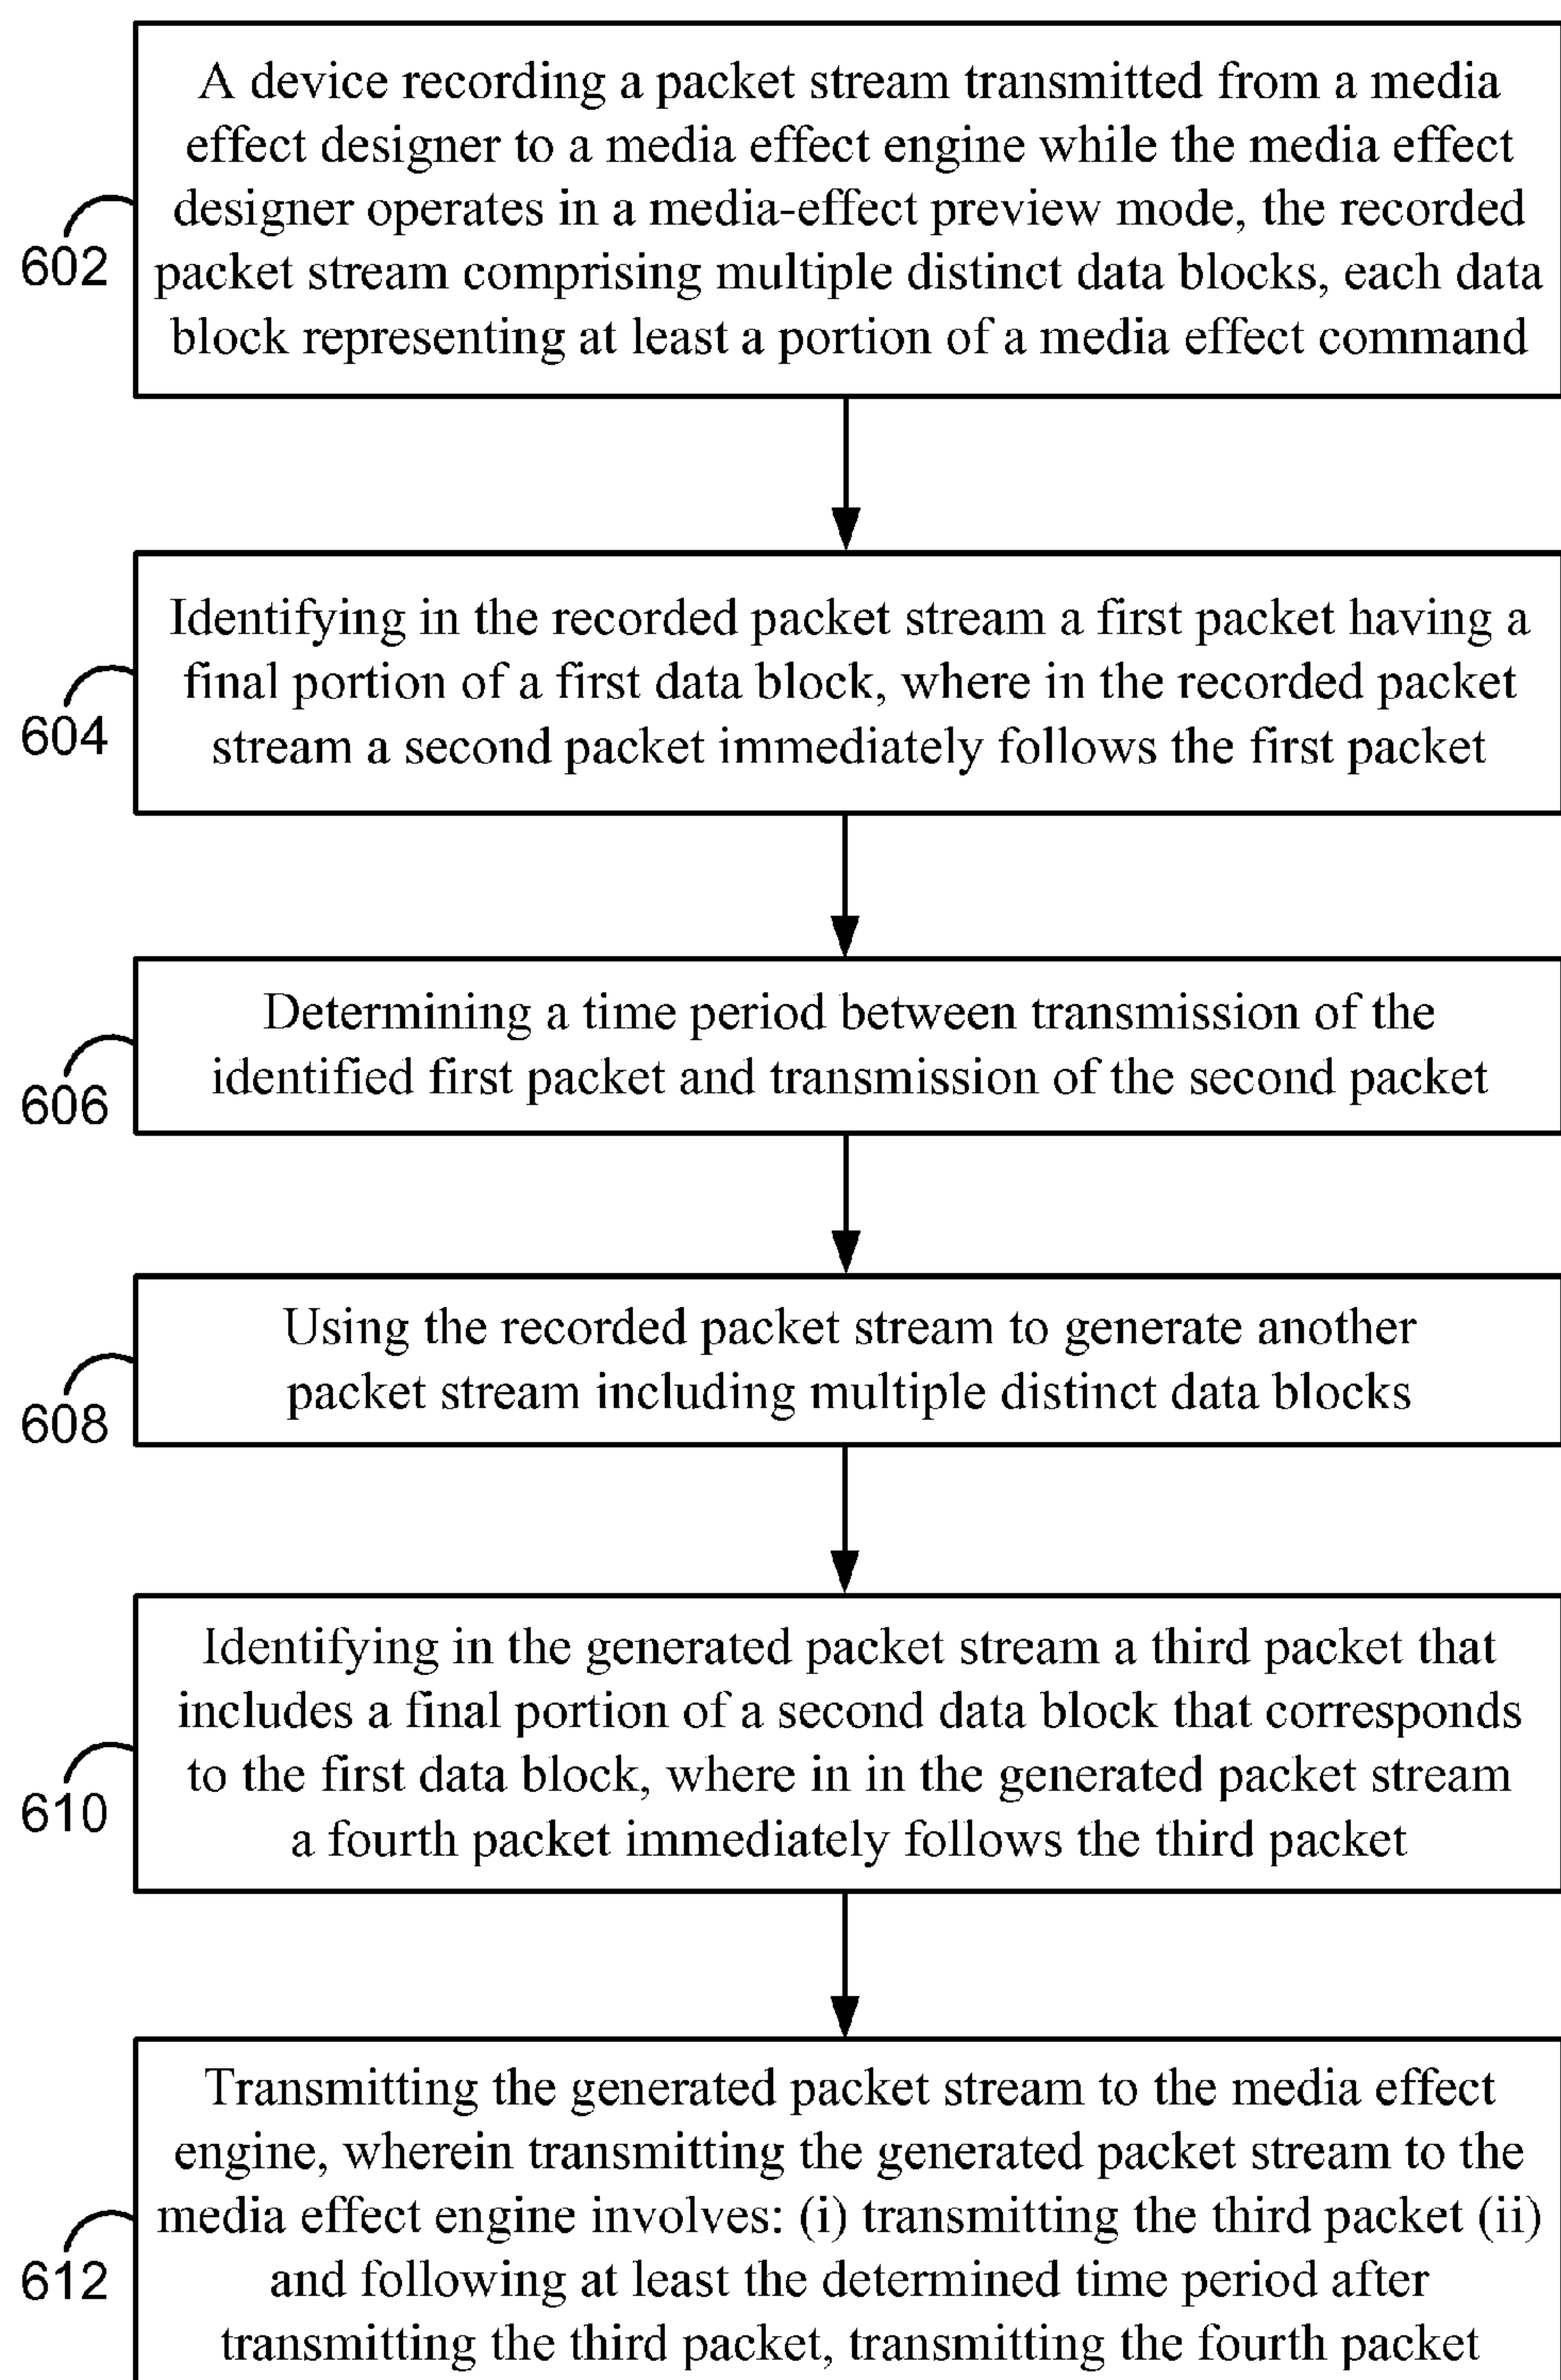 A device recording a packet stream transmitted from a media
effect designer to a media effect engine while the media effect
designer operates in a media-effect preview mode, the recorded
packet stream comprising multiple distinct data blocks, each data
block representing at least a portion of a media effect command
602
Identifying in the recorded packet stream a first packet having a
final portion of a first data block, where in the recorded packet
stream a second packet immediately follows the first packet
604
Determining a time period between transmission of the
identified first packet and transmission of the second packet
606
Using the recorded packet stream to generate another
packet stream including multiple distinct data blocks
608
Identifying in the generated packet stream a third packet that
includes a final portion of a second data block that corresponds
to the first data block, where in in the generated packet stream
a fourth packet immediately follows the third packet
610
Transmitting the generated packet stream to the media effect
engine, wherein transmitting the generated packet stream to the
media effect engine involves: (i) transmitting the third packet (ii)
and following at least the determined time period after
transmitting the third packet, transmitting the fourth packet
612